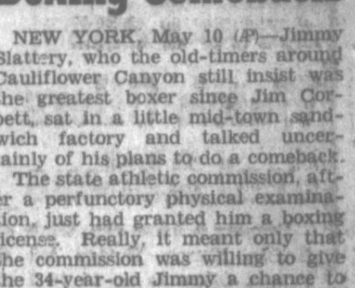 NEW YORK, May 10 (AP)—Jimmy
Slattery, who the old-timers around
Cauliflower Canyon still insist was
the greatest boxer since Jim Cor-
bett, sat in a little mid-town sand-
wich factory and talked uncer-
tainly of his plans to do a comeback.
The state athletic commission, aft-
er a perfunctory physical examina-
tion, just had granted him a boxing
license. Really, it meant only that
the commission was willing to give
the 34-year-old Jimmy a chance to